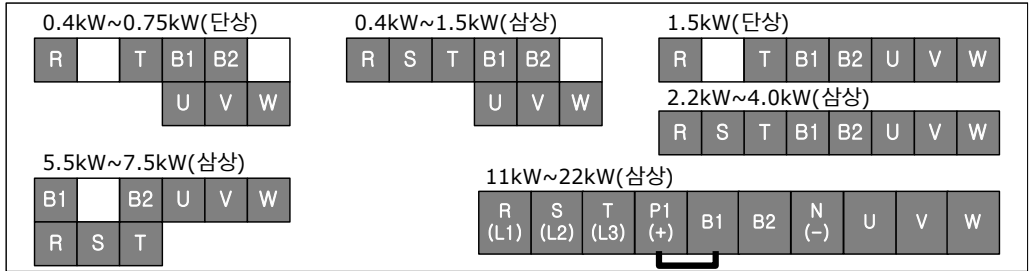 0.4kW~0.75kW(단상)
R T B1 B2
U V W
0.4kW~1.5kW(삼상)
R S T B1 B2
U V W
1.5kW(단상)
R T B1 B2 U V W
2.2kW~4.0kW(삼상)
R S T B1 B2 U V W
5.5kW~7.5kW(삼상)
B1 B2 U V W
R S T
11kW~22kW(삼상)
R S T P1 B1 B2 N U V W
(L1) (L2) (L3) (+) (-)